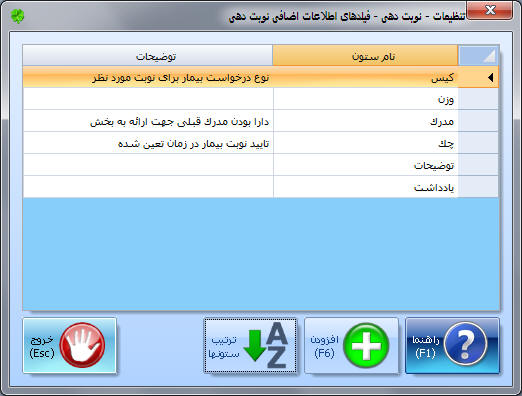 تنظیمات - نوبت دهی - فیلدهای اطلاعات اضافی نوبت دهی
نام ستون توضیحات
کیس نوع درخواست بیمار برای نوبت مورد نظر
وزن
مدرک دارا بودن مدرک قبلی جهت ارائه به بخش
چک تایید نوبت بیمار در زمان تعین شده
توضیحات
یادداشت
راهنما
(F1)
افزودن
(F6)
A
Z
ترتیب
ستونها
خروج
(Esc)